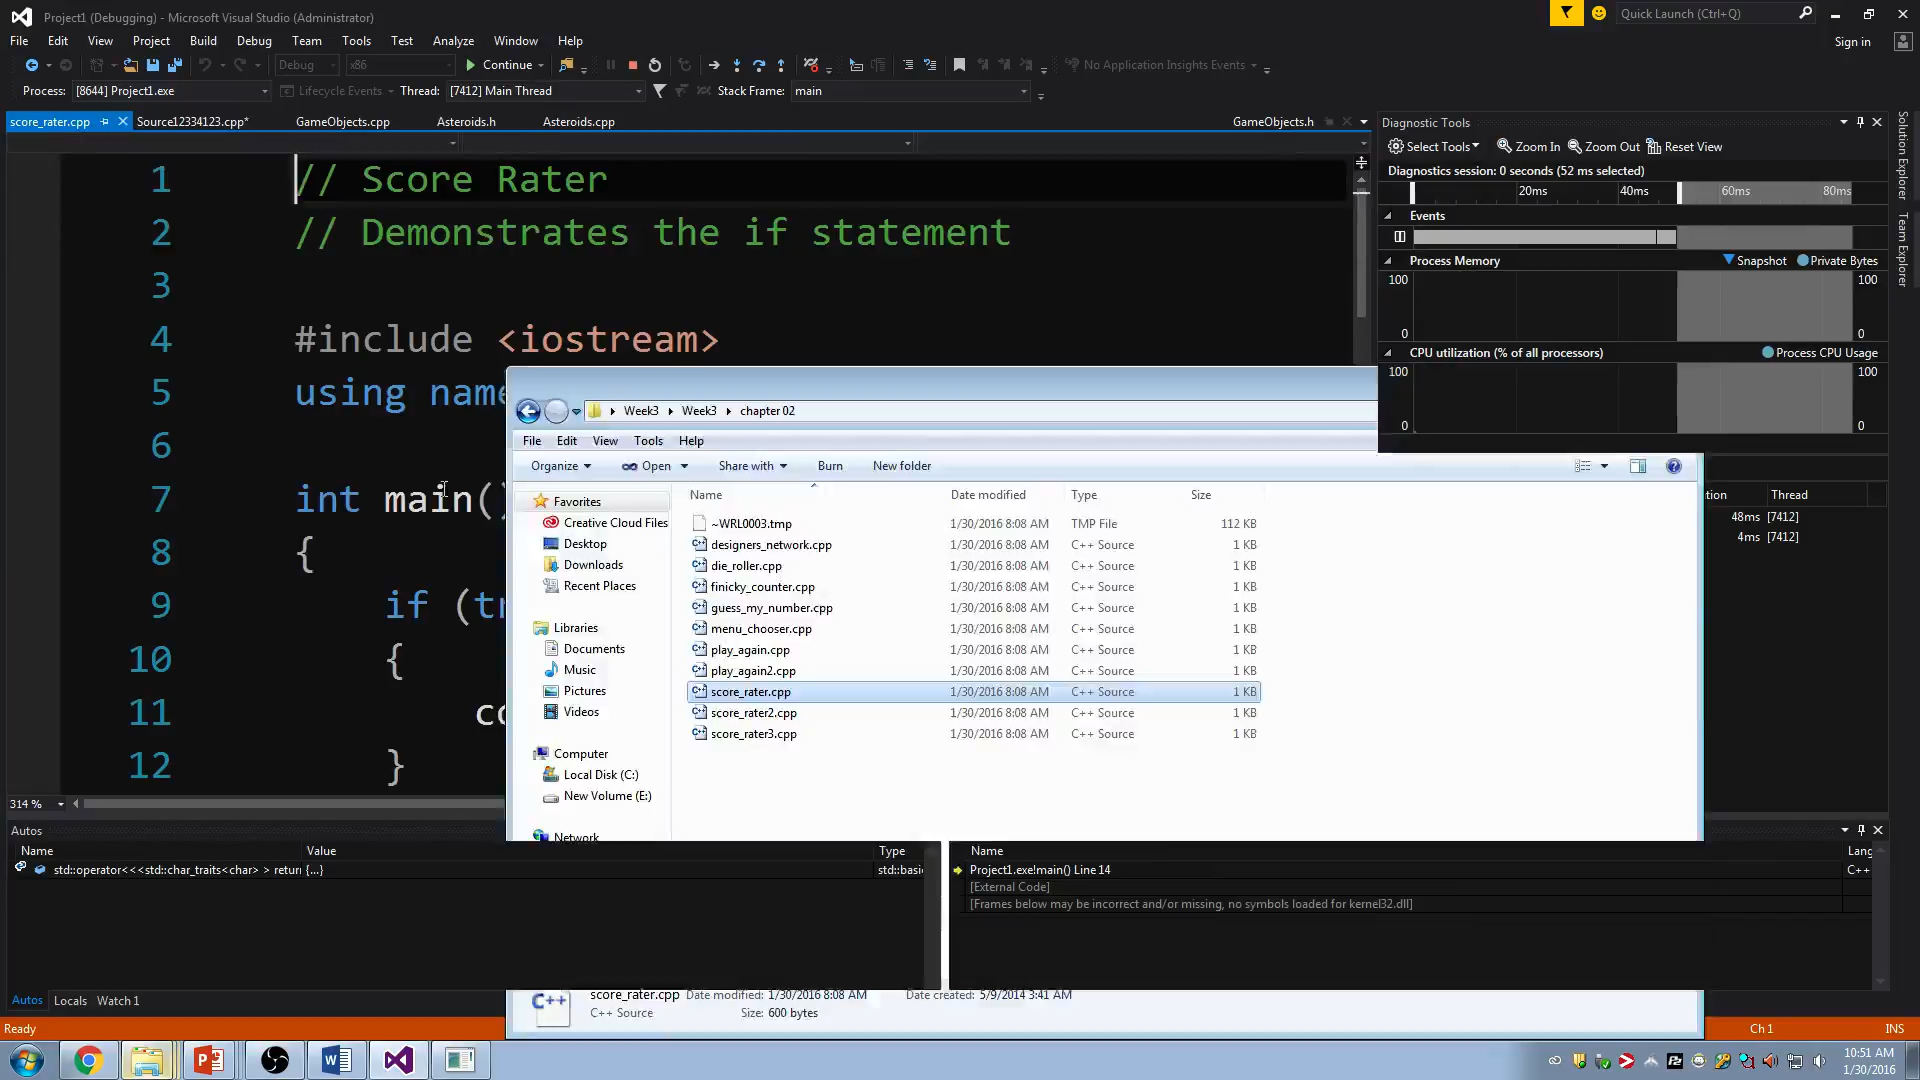 Project1 (Debugging) - Microsoft Visual Studio (Administrator)
Quick Launch (Ctrl+Q)
File Edit View Project Build Debug Team Tools Test Analyze Window Help
Sign in
Debug x86 Continue No Application Insights Events
Process: [8644] Project1.exe Lifecycle Events Thread: [7412] Main Thread Stack Frame: main
score_rater.cpp Source12334123.cpp* GameObjects.cpp Asteroids.h Asteroids.cpp GameObjects.h
Diagnostic Tools
Select Tools Zoom In Zoom Out Reset View
Diagnostics session: 0 seconds (52 ms selected)
20ms 40ms 60ms 80ms
Events
Process Memory Snapshot Private Bytes
100 100
0 0
CPU utilization (% of all processors) Process CPU Usage
100 100
0 0
Solution Explorer
Team Explorer
1 // Score Rater
2 // Demonstrates the if statement
3
4 #include <iostream>
5 using name
6
7 int main()
8 {
9 if (tr
10 {
11 co
12 }
314 %
Week3 Week3 chapter 02
File Edit View Tools Help
Organize Open Share with Burn New folder
Name Date modified Type Size
~WRL0003.tmp 1/30/2016 8:08 AM TMP File 112 KB
designers_network.cpp 1/30/2016 8:08 AM C++ Source 1 KB
die_roller.cpp 1/30/2016 8:08 AM C++ Source 1 KB
finicky_counter.cpp 1/30/2016 8:08 AM C++ Source 1 KB
guess_my_number.cpp 1/30/2016 8:08 AM C++ Source 1 KB
menu_chooser.cpp 1/30/2016 8:08 AM C++ Source 1 KB
play_again.cpp 1/30/2016 8:08 AM C++ Source 1 KB
play_again2.cpp 1/30/2016 8:08 AM C++ Source 1 KB
score_rater.cpp 1/30/2016 8:08 AM C++ Source 1 KB
score_rater2.cpp 1/30/2016 8:08 AM C++ Source 1 KB
score_rater3.cpp 1/30/2016 8:08 AM C++ Source 1 KB
Favorites
Creative Cloud Files
Desktop
Downloads
Recent Places
Libraries
Documents
Music
Pictures
Videos
Computer
Local Disk (C:)
New Volume (E:)
Network
tion Thread
48ms [7412]
4ms [7412]
Autos
Name Value Type
std::operator<<<std::char_traits<char> > returi {...} std::basic
Autos Locals Watch 1
Name Lang
Project1.exe!main() Line 14 C++
[External Code]
[Frames below may be incorrect and/or missing, no symbols loaded for kernel32.dll]
C++
score_rater.cpp Date modified: 1/30/2016 8:08 AM Date created: 5/9/2014 3:41 AM
C++ Source Size: 600 bytes
Ready Ch 1 INS
10:51 AM
1/30/2016